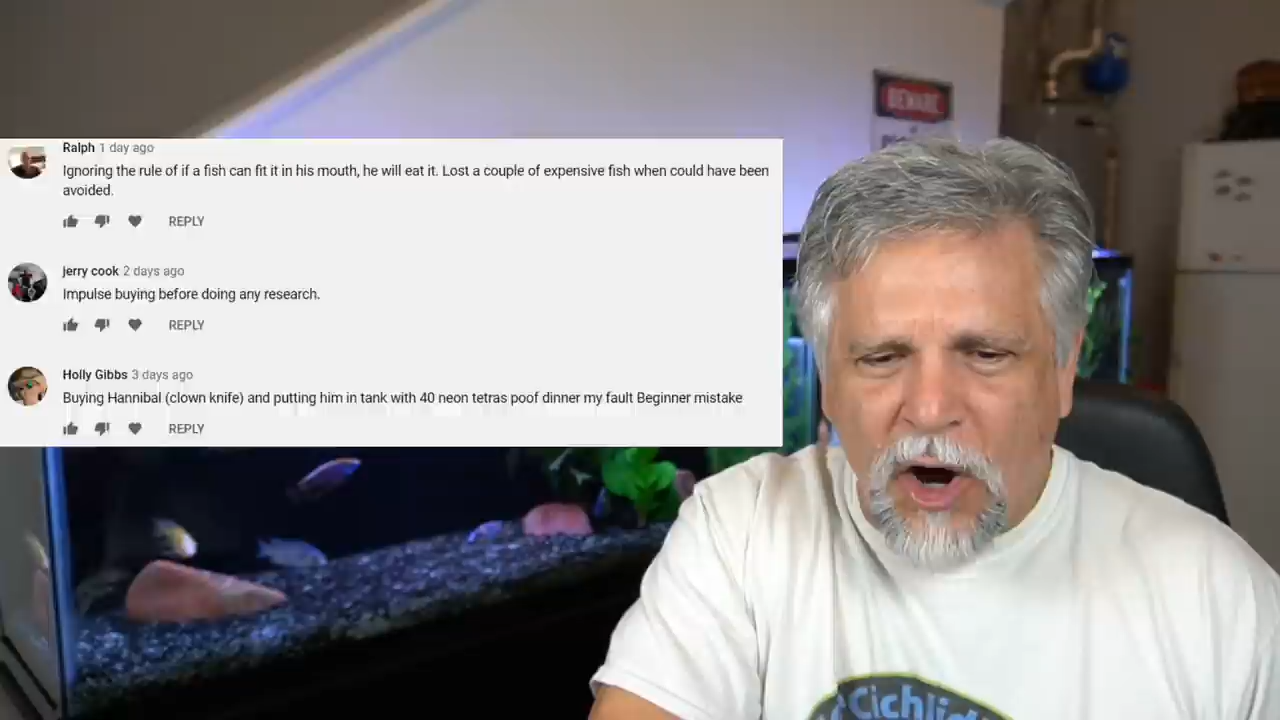 BEWARE
Ralph 1 day ago
Ignoring the rule of if a fish can fit it in his mouth, he will eat it. Lost a couple of expensive fish when could have been
avoided.
REPLY
jerry cook 2 days ago
Impulse buying before doing any research.
REPLY
Holly Gibbs 3 days ago
Buying Hannibal (clown knife) and putting him in tank with 40 neon tetras poof dinner my fault Beginner mistake
REPLY